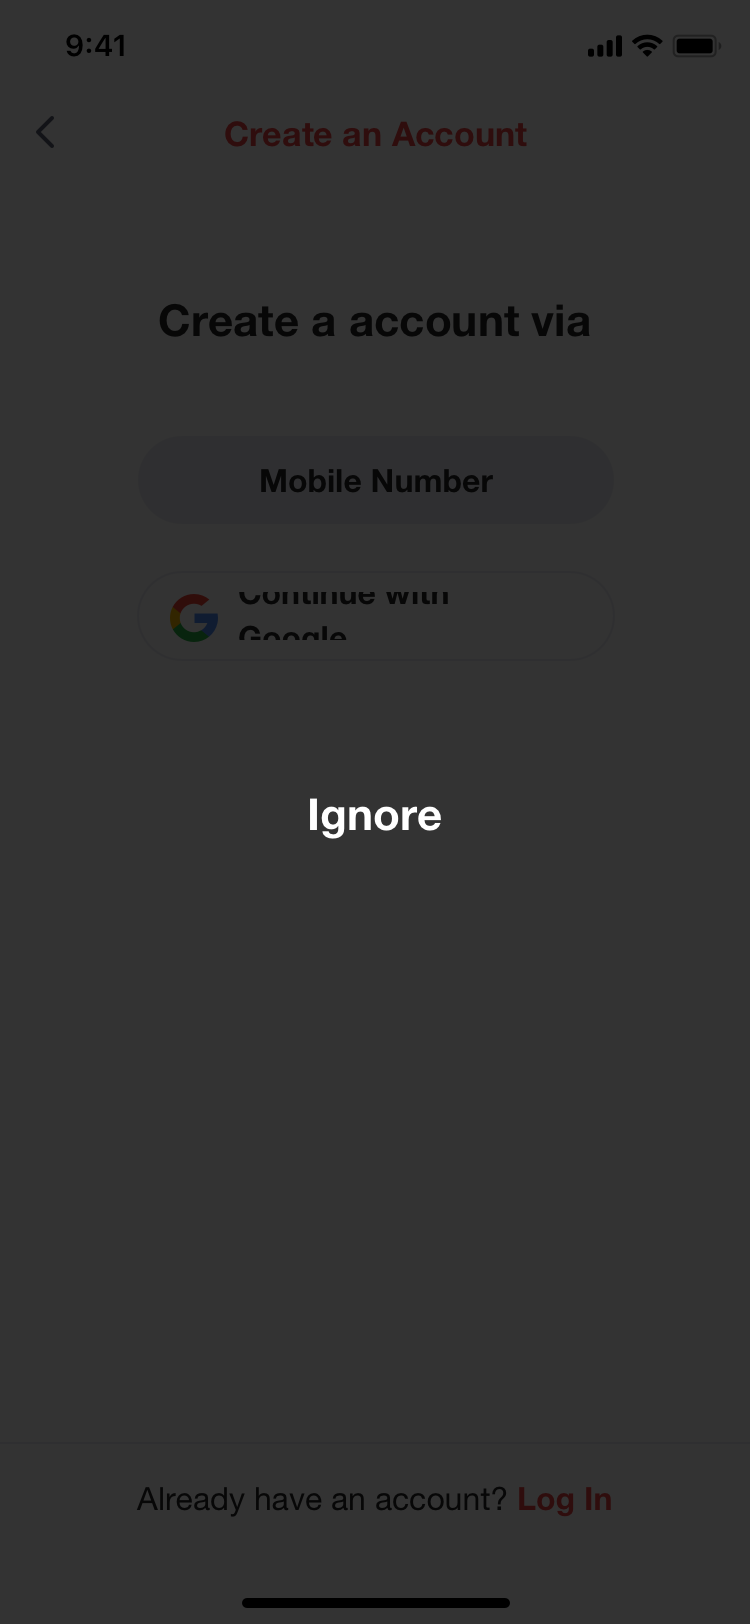 9:41
Create an Account
Create a account via
Mobile Number
Continue with
Google
Ignore
Already have an account? Log In